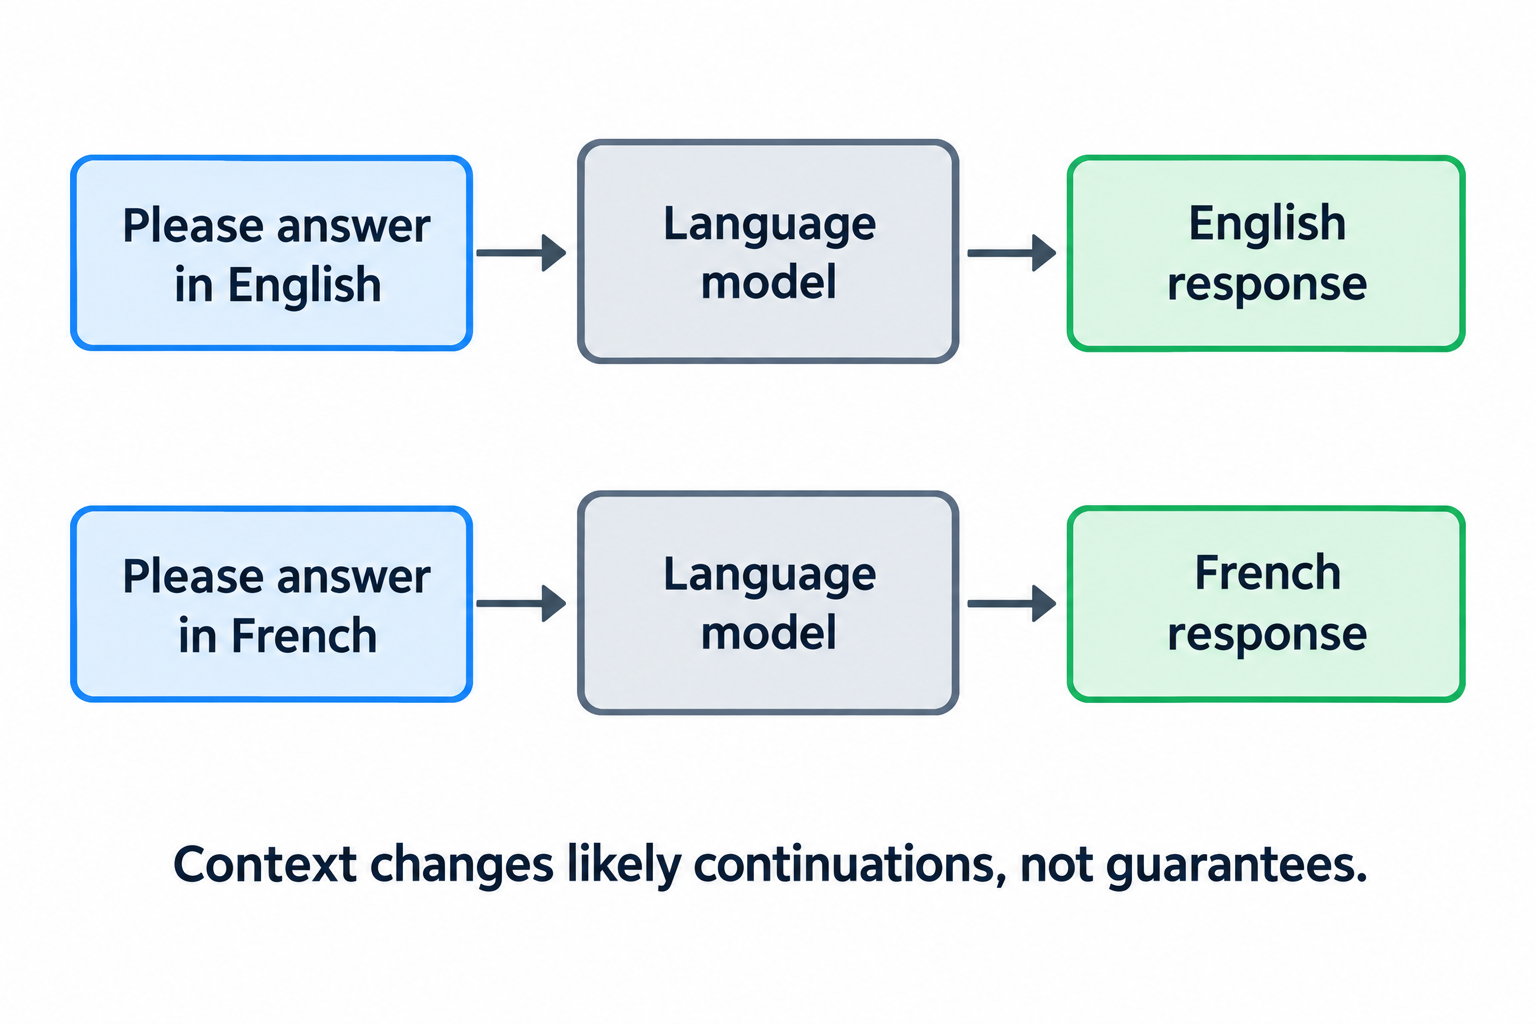 Please answer
in English
Language
model
English
response
Please answer
in French
Language
model
French
response
Context changes likely continuations, not guarantees.